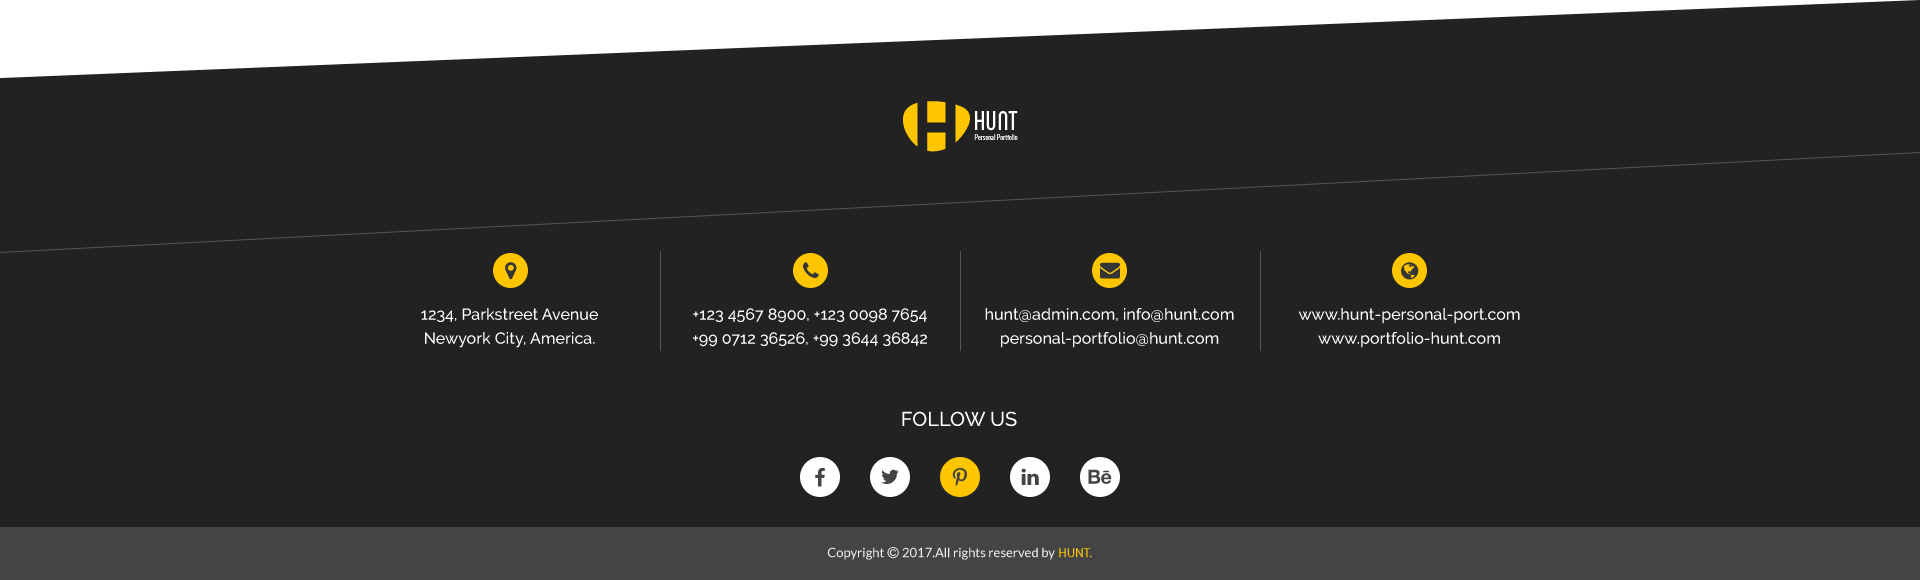 HUNT
Personal Portfolio
1234, Parkstreet Avenue
Newyork City, America.
+123 4567 8900, +123 0098 7654
+99 0712 36526, +99 3644 36842
hunt@admin.com, info@hunt.com
personal-portfolio@hunt.com
www.hunt-personal-port.com
www.portfolio-hunt.com
FOLLOW US
Copyright © 2017.All rights reserved by HUNT.